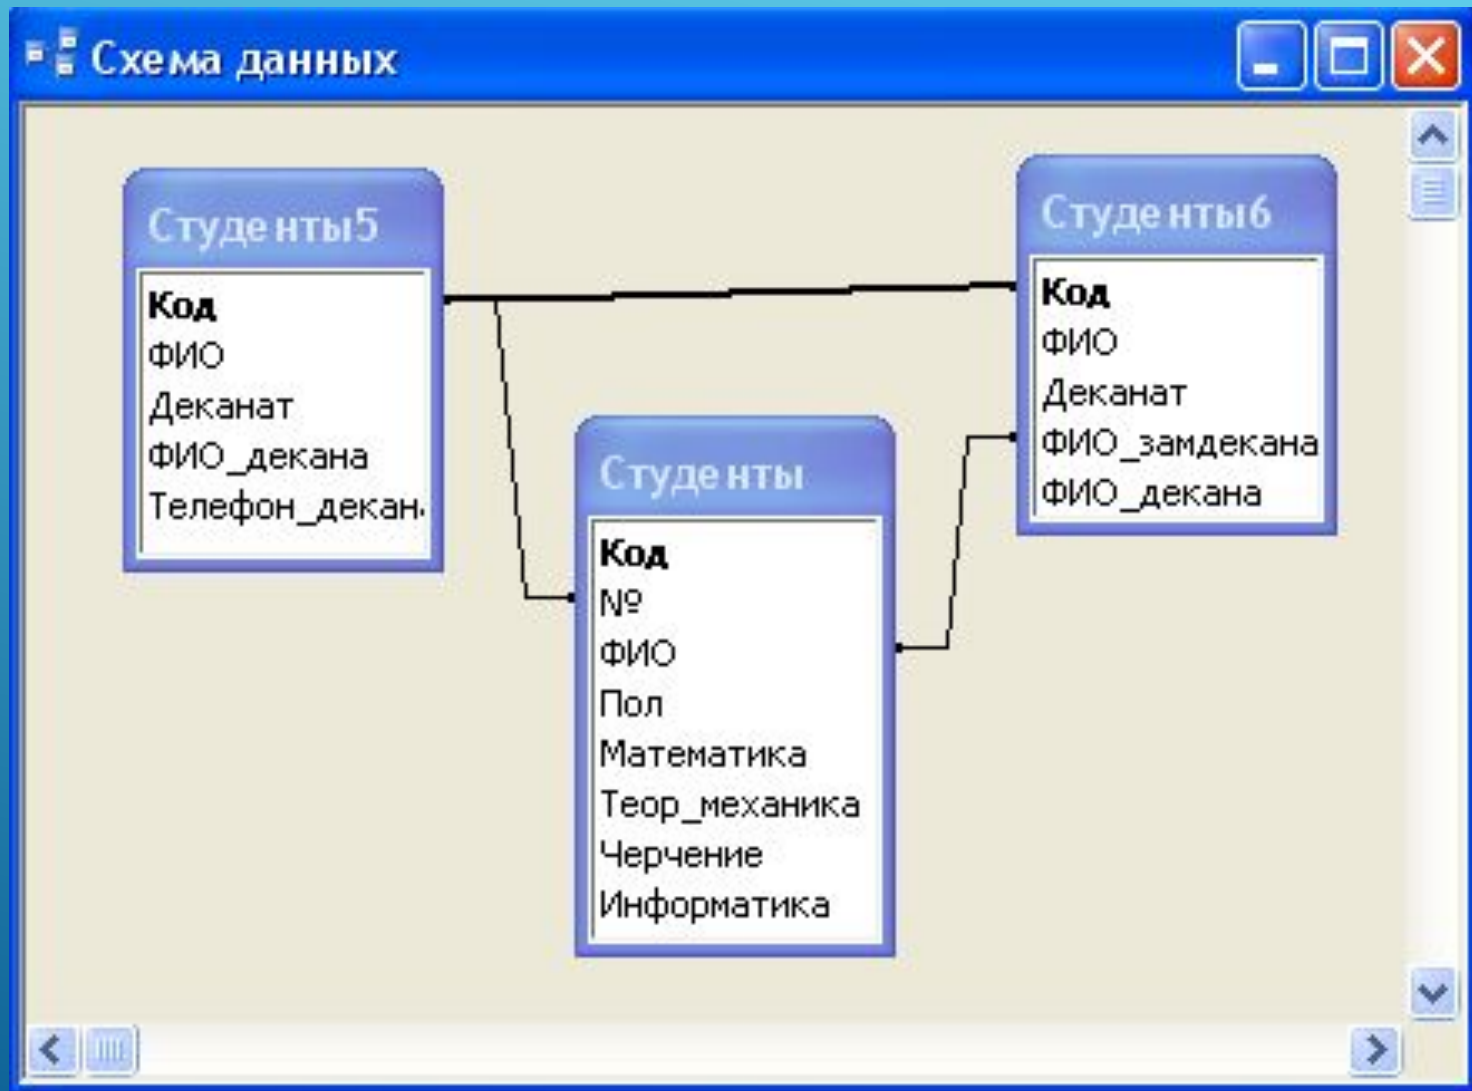 Схема данных
Студенты5
Код
ФИО
Деканат
ФИО_декана
Телефон_декан
Студенты
Код
№
ФИО
Пол
Математика
Теор_механика
Черчение
Информатика
Студенты6
Код
ФИО
Деканат
ФИО_замдекана
ФИО_декана